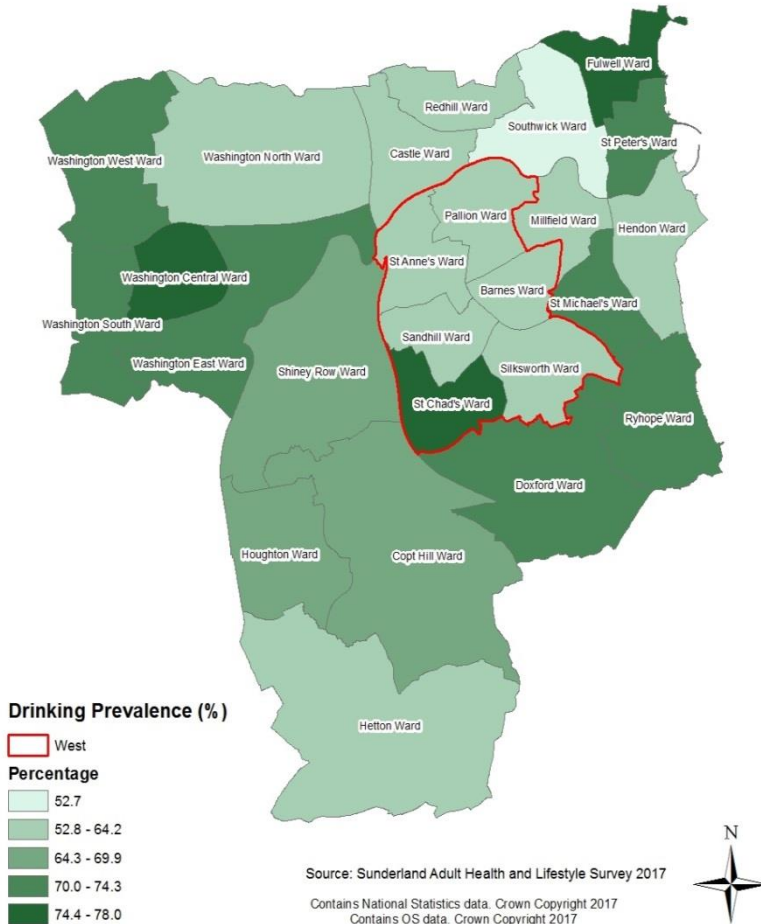 Fulwell Ward
Redhill Ward
Southwick Ward
St Peter's Ward
Washington West Ward
Washington North Ward
Castle Ward
Pallion Ward
Millfield Ward
Hendon Ward
St Anne's Ward
Washington Central Ward
Barnes Ward
St Michael's Ward
Washington South Ward
Sandhill Ward
Washington East Ward
Shiney Row Ward
Silksworth Ward
St Chad's Ward
Ryhope Ward
Doxford Ward
Houghton Ward
Copt Hill Ward
Hetton Ward
Drinking Prevalence (%)
West
Percentage
52.7
52.8 - 64.2
64.3 - 69.9
70.0 - 74.3
74.4 - 78.0
N
Source: Sunderland Adult Health and Lifestyle Survey 2017
Contains National Statistics data. Crown Copyright 2017
Contains OS data. Crown Copyright 2017